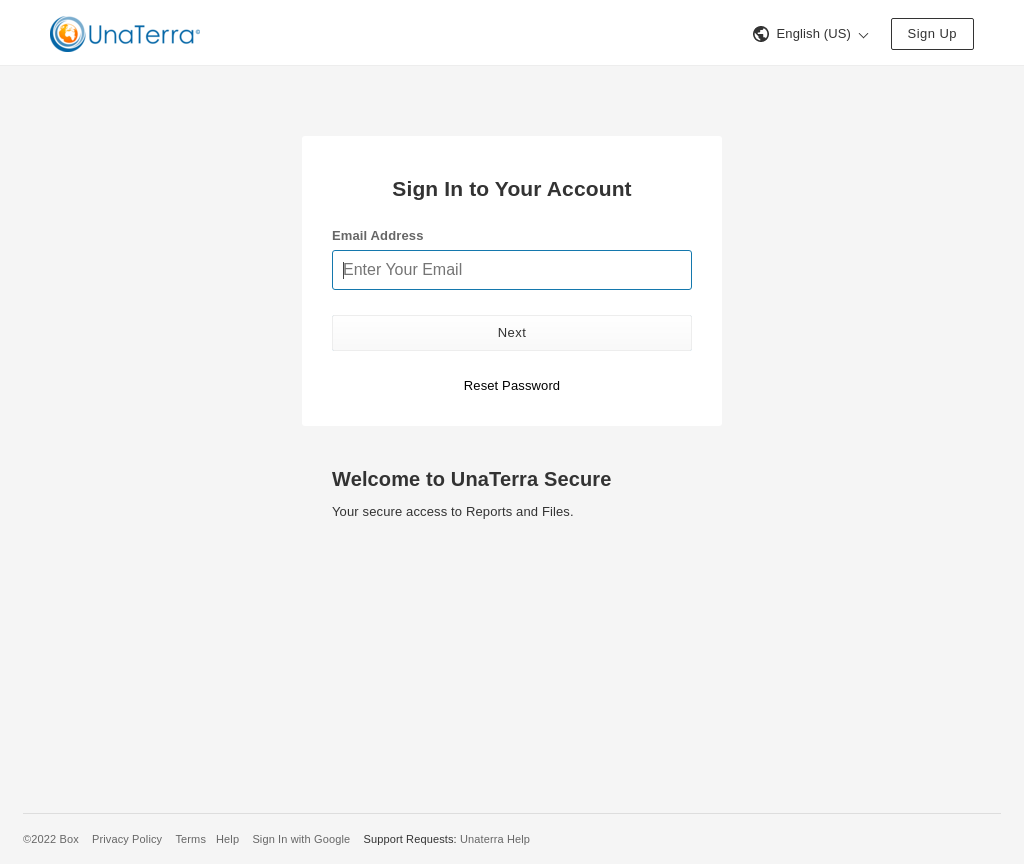 UnaTerra®
English (US)
Sign Up
Sign In to Your Account
Email Address
Enter Your Email
Next
Reset Password
Welcome to UnaTerra Secure
Your secure access to Reports and Files.
©2022 Box Privacy Policy Terms Help Sign In with Google Support Requests: Unaterra Help